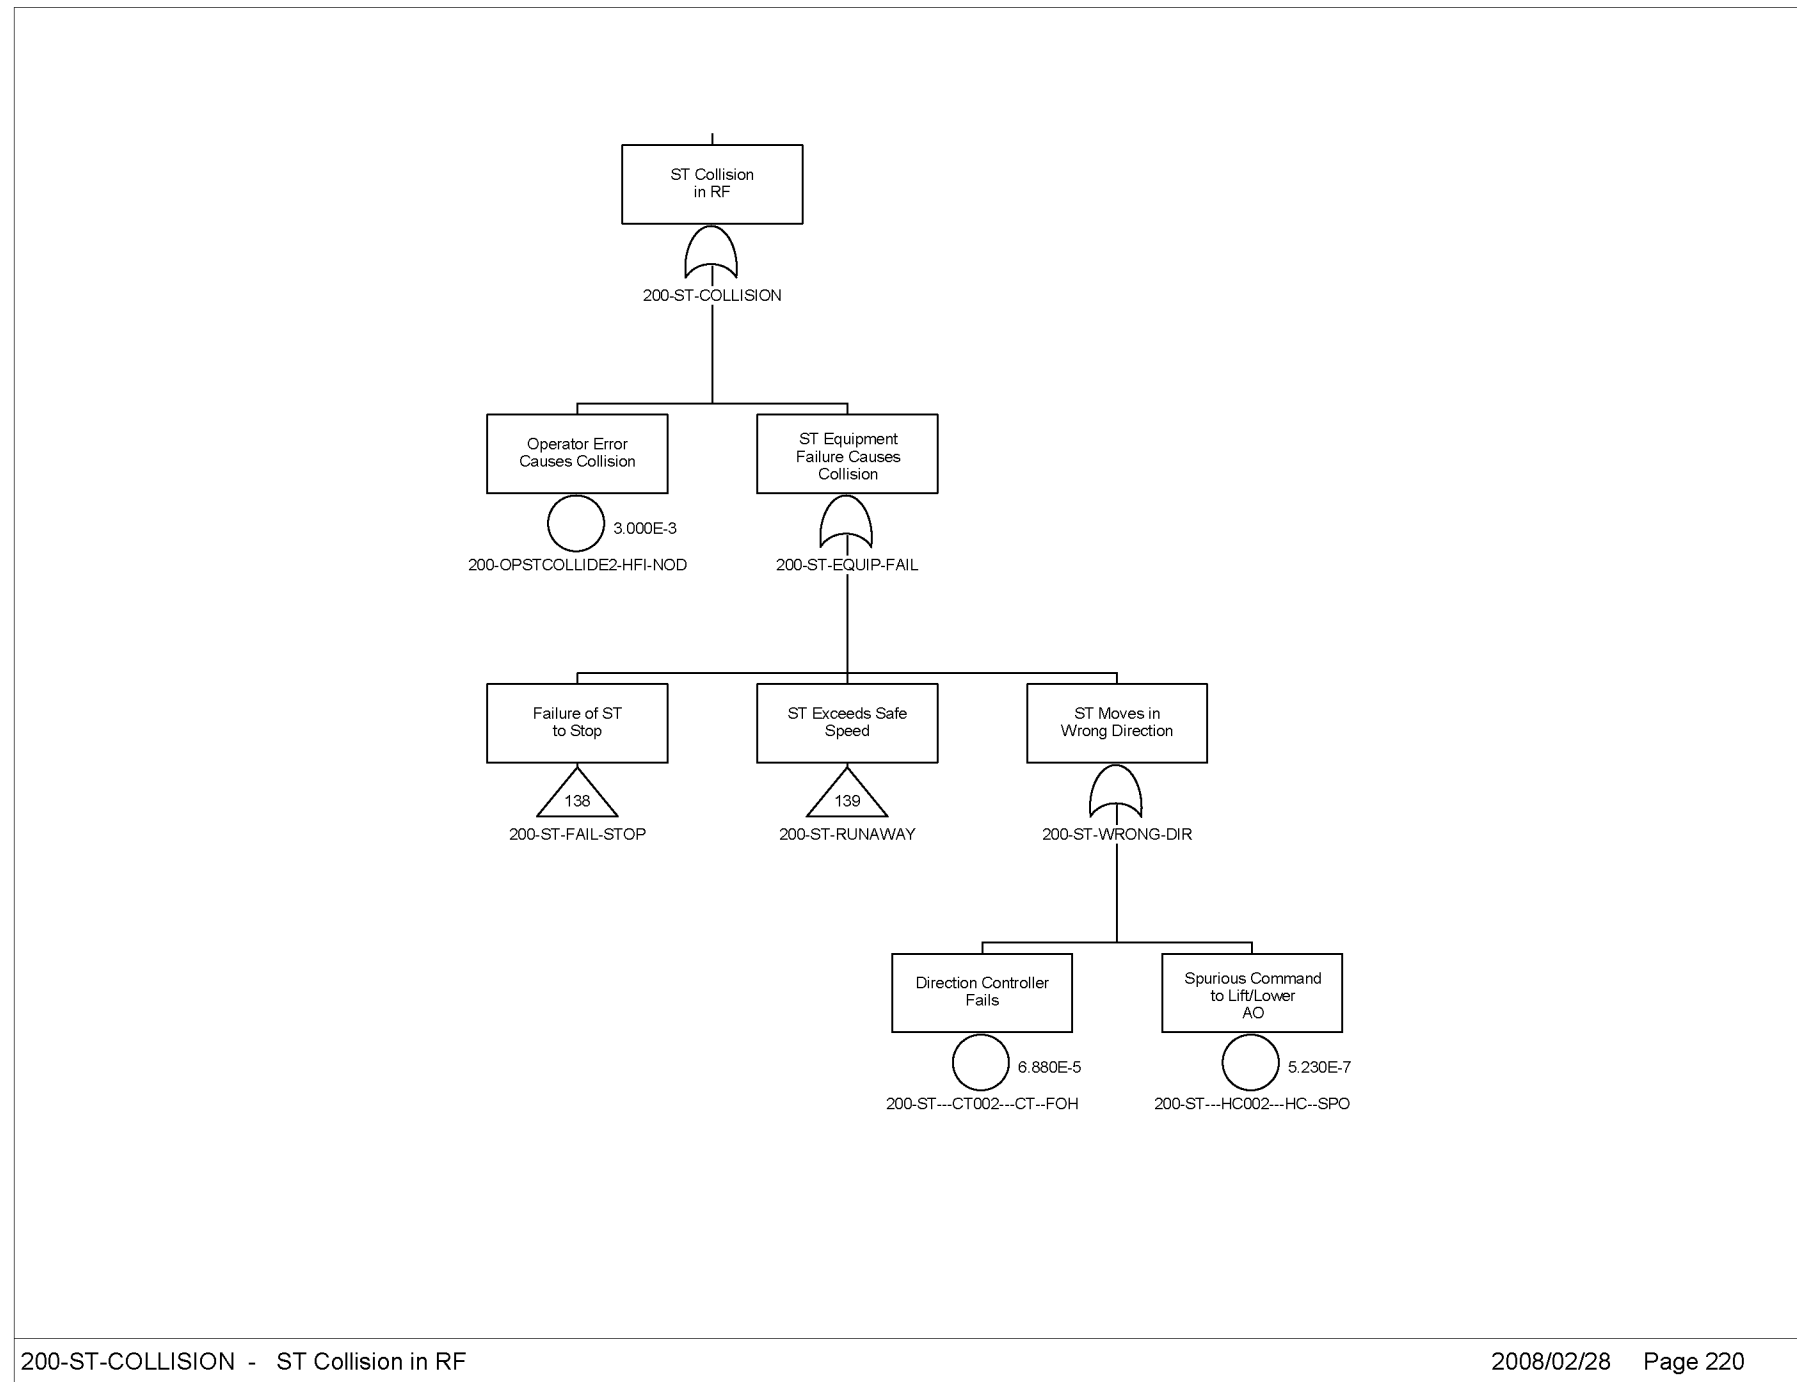 ST Collision
in RF
200-ST-COLLISION
Operator Error
Causes Collision
3.000E-3
200-OPSTCOLLIDE2-HFI-NOD
ST Equipment
Failure Causes
Collision
200-ST-EQUIP-FAIL
Failure of ST
to Stop
138
200-ST-FAIL-STOP
ST Exceeds Safe
Speed
139
200-ST-RUNAWAY
ST Moves in
Wrong Direction
200-ST-WRONG-DIR
Direction Controller
Fails
6.880E-5
200-ST---CT002---CT--FOH
Spurious Command
to Lift/Lower
AO
5.230E-7
200-ST---HC002---HC--SPO
200-ST-COLLISION - ST Collision in RF
2008/02/28 Page 220